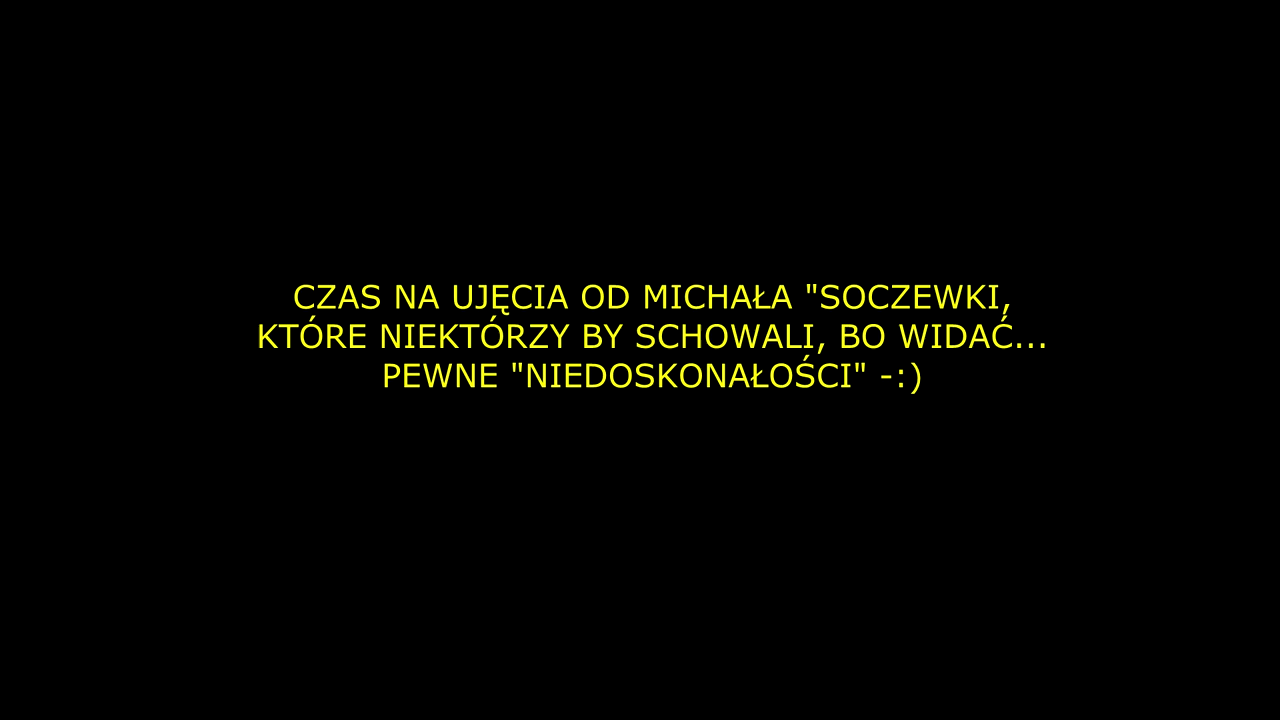 CZAS NA UJĘCIA OD MICHAŁA "SOCZEWKI,
KTÓRE NIEKTÓRZY BY SCHOWALI, BO WIDAĆ...
PEWNE "NIEDOSKONAŁOŚCI" -:)